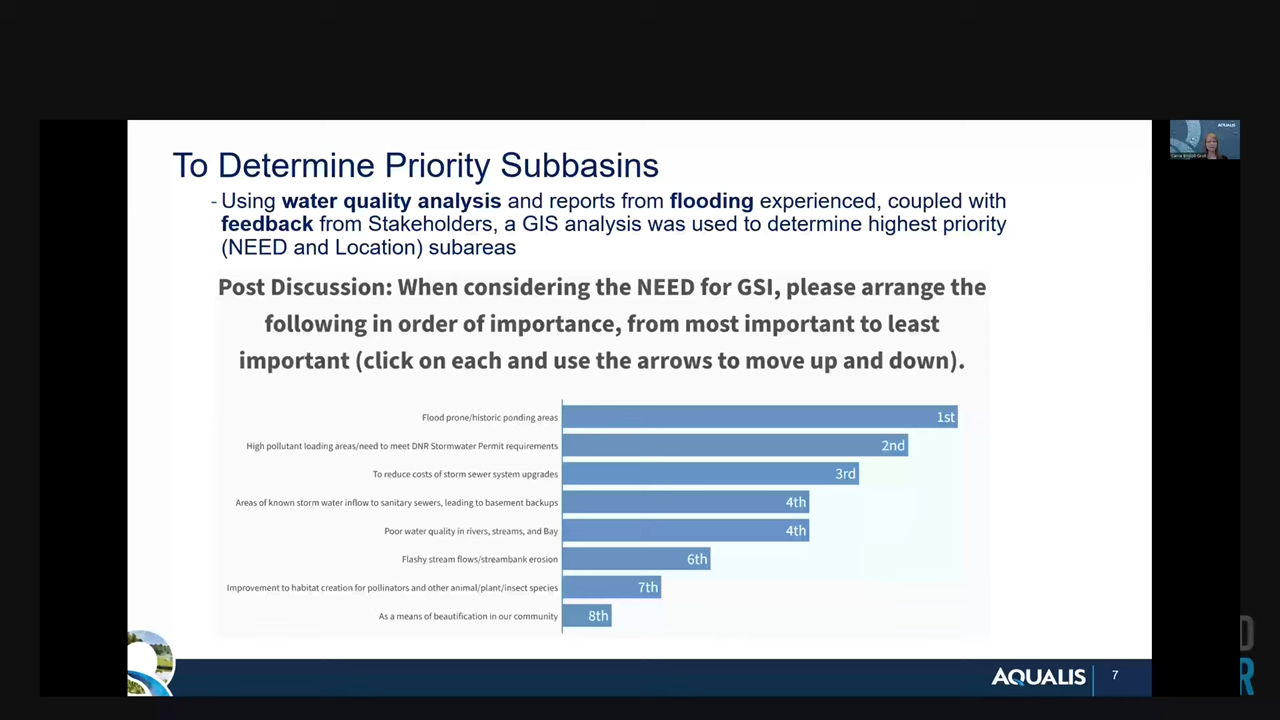 To Determine Priority Subbasins
- Using water quality analysis and reports from flooding experienced, coupled with
feedback from Stakeholders, a GIS analysis was used to determine highest priority
(NEED and Location) subareas
Post Discussion: When considering the NEED for GSI, please arrange the
following in order of importance, from most important to least
important (click on each and use the arrows to move up and down).
Flood prone/historic ponding areas 1st
High pollutant loading areas/need to meet DNR Stormwater Permit requirements 2nd
To reduce costs of storm sewer system upgrades 3rd
Areas of known storm water inflow to sanitary sewers, leading to basement backups 4th
Poor water quality in rivers, streams, and Bay 4th
Flashy stream flows/streambank erosion 6th
Improvement to habitat creation for pollinators and other animal/plant/insect species 7th
As a means of beautification in our community 8th
AQUALIS 7
AQUALIS
D
R